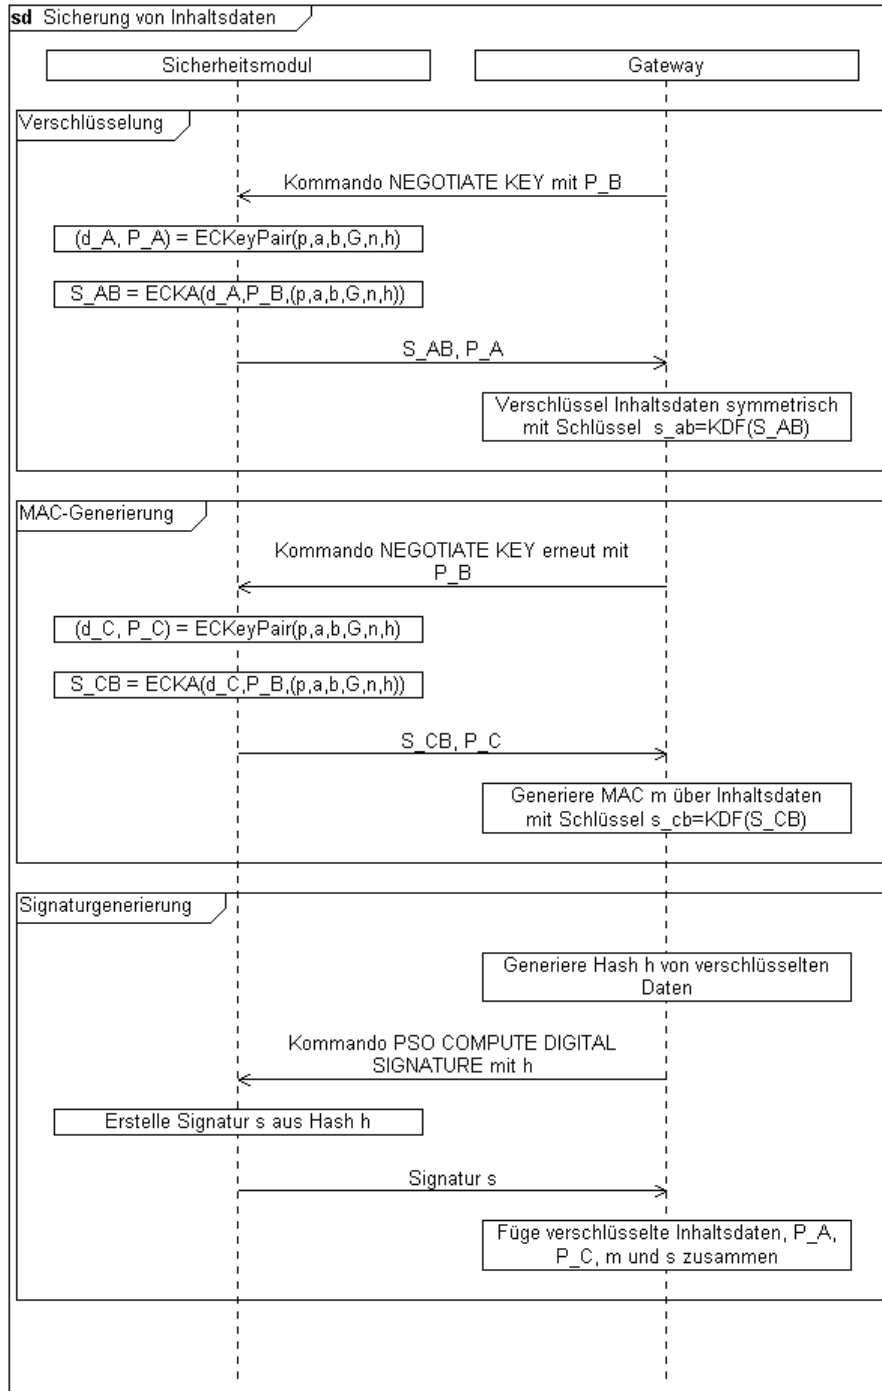 sd Sicherung von Inhaltsdaten
Sicherheitsmodul
Gateway
Verschlüsselung
Kommando NEGOTIATE KEY mit P_B
(d_A, P_A) = ECKeyPair(p,a,b,G,n,h)
S_AB = ECKA(d_A,P_B,(p,a,b,G,n,h))
S_AB, P_A
Verschlüssel Inhaltsdaten symmetrisch
mit Schlüssel s_ab=KDF(S_AB)
MAC-Generierung
Kommando NEGOTIATE KEY erneut mit
P_B
(d_C, P_C) = ECKeyPair(p,a,b,G,n,h)
S_CB = ECKA(d_C,P_B,(p,a,b,G,n,h))
S_CB, P_C
Generiere MAC m über Inhaltsdaten
mit Schlüssel s_cb=KDF(S_CB)
Signaturgenerierung
Generiere Hash h von verschlüsselten
Daten
Kommando PSO COMPUTE DIGITAL
SIGNATURE mit h
Erstelle Signatur s aus Hash h
Signatur s
Füge verschlüsselte Inhaltsdaten, P_A,
P_C, m und s zusammen